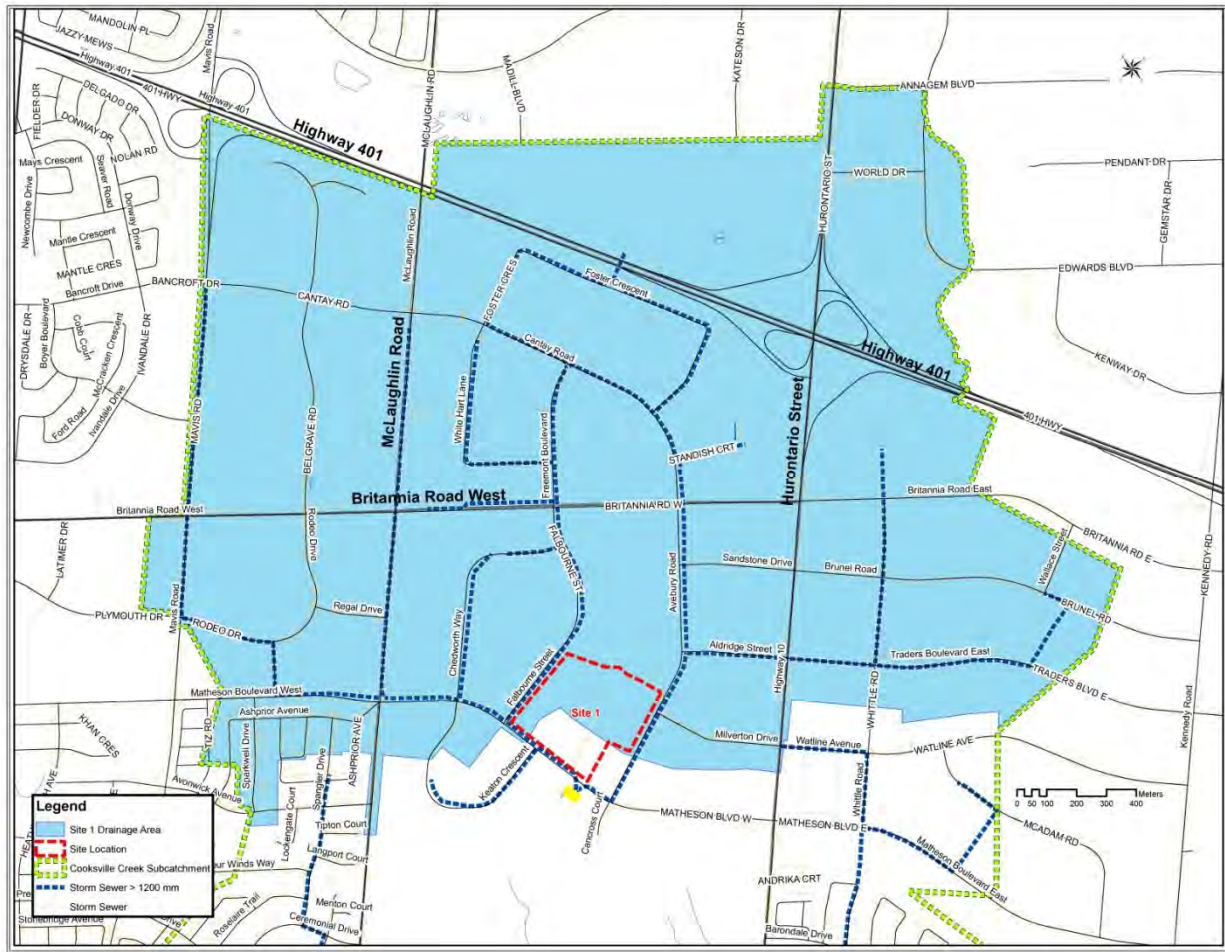 MANDOLIN PL
JAZZY MEWS
Mavis Road
Highway 401
401 HWY
Highway 401
Highway 401
MCLAUGHLIN RD
MADILL BLVD
KATESON DR
ANNAGEM BLVD
FIELDER DR
DELGADO DR
DONWAY DR
NOLAN RD
Mays Crescent
Seaver Road
Donway Drive
Newcombe Drive
Mantle Crescent
MANTLE CRES
Bancroft Drive
BANCROFT DR
HURONTARIO ST
WORLD DR
PENDANT DR
GEMSTAR DR
EDWARDS BLVD
KENWAY DR
McLaughlin Road
CANTAY RD
FOSTER CRES
Foster Crescent
Cantay Road
DRYSDALE DR
Boyer Boulevard
Cobb Court
McCracken Crescent
IVANDALE DR
Ford Road
Ivandale Drive
MAVIS RD
BELGRAVE RD
McLaughlin Road
White Hart Lane
Freemont Boulevard
STANDISH CRT
Hurontario Street
Highway 401
401 HWY
Britannia Road West
Britannia Road West
BRITANNIA RD W
Britannia Road East
BRITANNIA RD E
KENNEDY RD
LATIMER DR
Rodeo Drive
FALBOURNE ST
Avebury Road
Sandstone Drive
Brunel Road
Wallace Street
BRUNEL RD
PLYMOUTH DR
Mavis Road
RODEO DR
Regal Drive
Chedworth Way
Falbourne Street
Aldridge Street
Highway 10
Traders Boulevard East
TRADERS BLVD E
WHITTLE RD
Kennedy Road
Matheson Boulevard West
Site 1
KHAN CRES
TIZ RD
Ashprior Avenue
Sparkwell Drive
Spangler Drive
ASHPRIOR AVE
Milverton Drive
Watline Avenue
WATLINE AVE
Keaton Crescent
Avonwick Avenue
Lockengate Court
Tipton Court
Langport Court
Cancross Court
MATHESON BLVD W
MATHESON BLVD E
Whittle Road
MCADAM RD
Matheson Boulevard East
0 50 100 200 300 400
Meters
Legend
Site 1 Drainage Area
Site Location
Cooksville Creek Subcatchment
Storm Sewer > 1200 mm
Storm Sewer
our Winds Way
Menton Court
Roselaire Trail
Ceremonial Drive
Stonebridge Avenue
Drive
ANDRIKA CRT
Barondale Drive